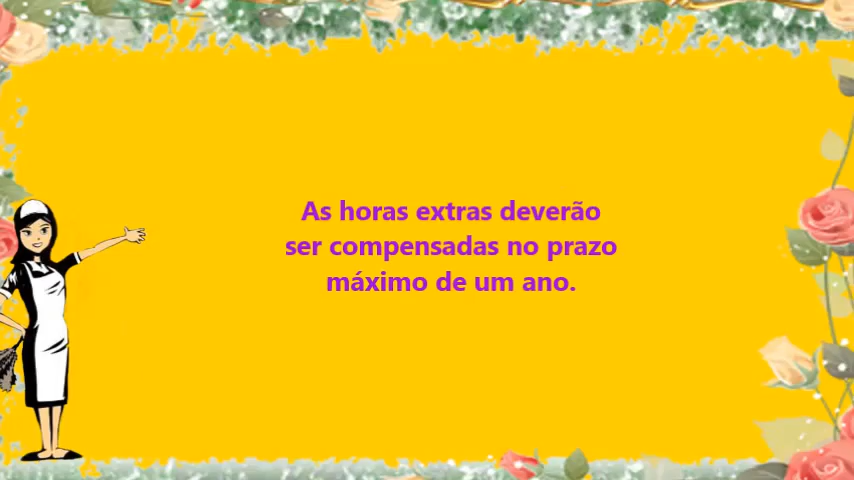 As horas extras deverão
ser compensadas no prazo
máximo de um ano.